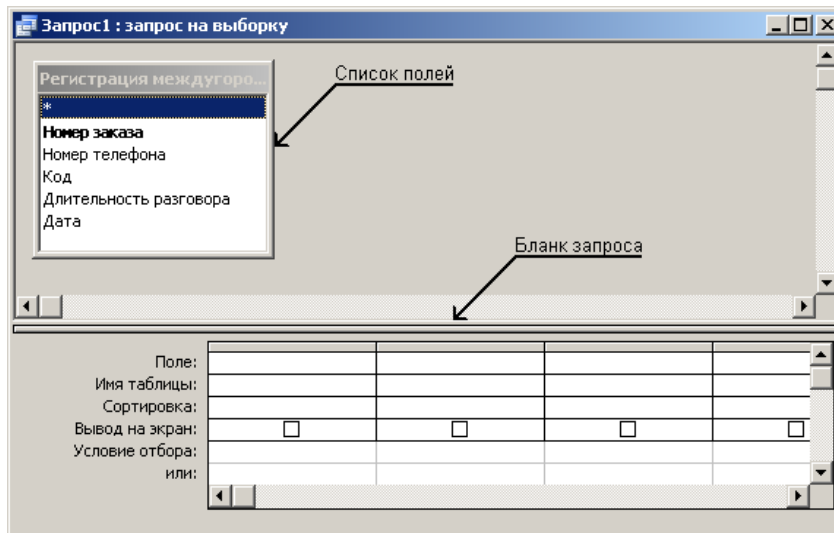 Запрос1 : запрос на выборку
Регистрация междугоро...
Список полей
*
Номер заказа
Номер телефона
Код
Длительность разговора
Дата
Бланк запроса
Поле:
Имя таблицы:
Сортировка:
Вывод на экран:
Условие отбора:
или: